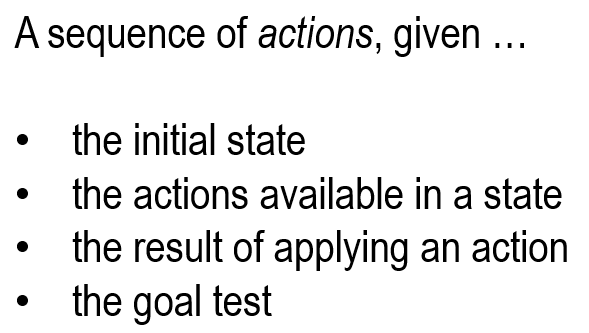 A sequence of actions, given …
• the initial state
• the actions available in a state
• the result of applying an action
• the goal test